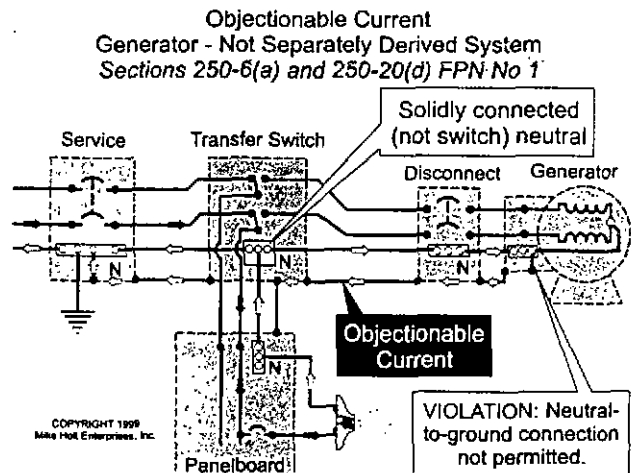 Objectionable Current
Generator - Not Separately Derived System
Sections 250-6(a) and 250-20(d) FPN No 1
Solidly connected
(not switch) neutral
Service
Transfer Switch
Disconnect
Generator
N
N
N
N
Objectionable
Current
VIOLATION: Neutral-
to-ground connection
not permitted.
COPYRIGHT 1999
Mike Holt Enterprises, Inc.
Panelboard